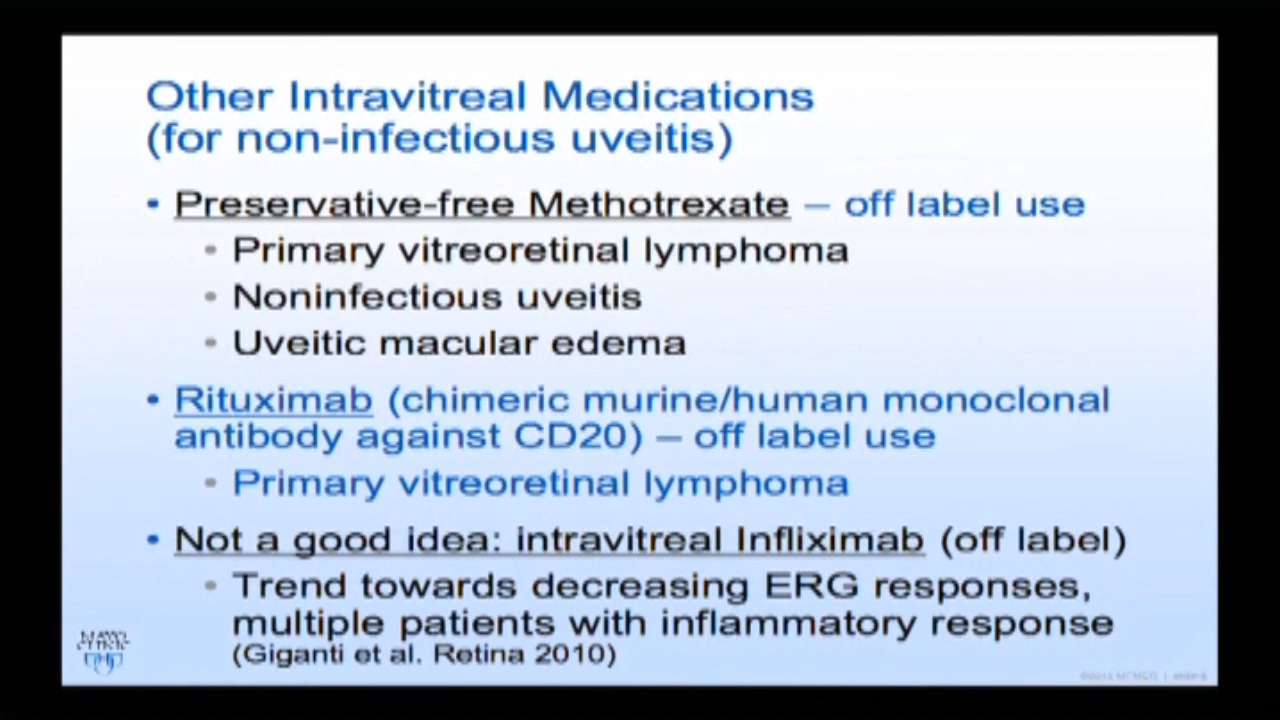 Other Intravitreal Medications
(for non-infectious uveitis)
• Preservative-free Methotrexate – off label use
• Primary vitreoretinal lymphoma
• Noninfectious uveitis
• Uveitic macular edema
• Rituximab (chimeric murine/human monoclonal
antibody against CD20) – off label use
• Primary vitreoretinal lymphoma
• Not a good idea: intravitreal Infliximab (off label)
• Trend towards decreasing ERG responses,
multiple patients with inflammatory response
(Giganti et al. Retina 2010)
MAYO
CLINIC